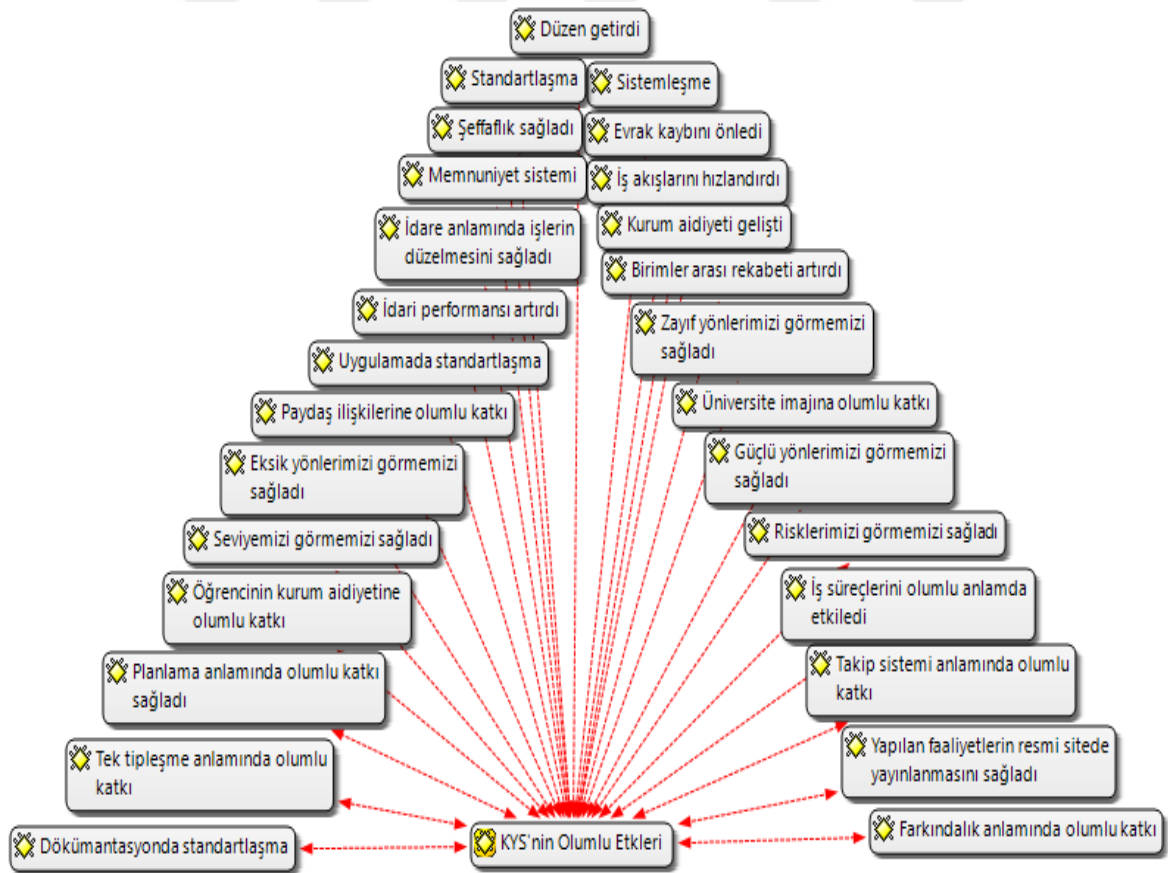 Düzen getirdi
Standartlaşma
Sistemleşme
Şeffaflık sağladı
Evrak kaybını önledi
Memnuniyet sistemi
İş akışlarını hızlandırdı
İdare anlamında işlerin
düzelmesini sağladı
Kurum aidiyeti gelişti
Birimler arası rekabeti artırdı
İdari performansı artırdı
Zayıf yönlerimizi görmemizi
sağladı
Uygulamada standartlaşma
Paydaş ilişkilerine olumlu katkı
Üniversite imajına olumlu katkı
Eksik yönlerimizi görmemizi
sağladı
Güçlü yönlerimizi görmemizi
sağladı
Seviyemizi görmemizi sağladı
Risklerimizi görmemizi sağladı
Öğrencinin kurum aidiyetine
olumlu katkı
İş süreçlerini olumlu anlamda
etkiledi
Planlama anlamında olumlu katkı
sağladı
Takip sistemi anlamında olumlu
katkı
Tek tipleşme anlamında olumlu
katkı
Yapılan faaliyetlerin resmi sitede
yayınlanmasını sağladı
Dökümantasyonda standartlaşma
KYS'nin Olumlu Etkleri
Farkındalık anlamında olumlu katkı